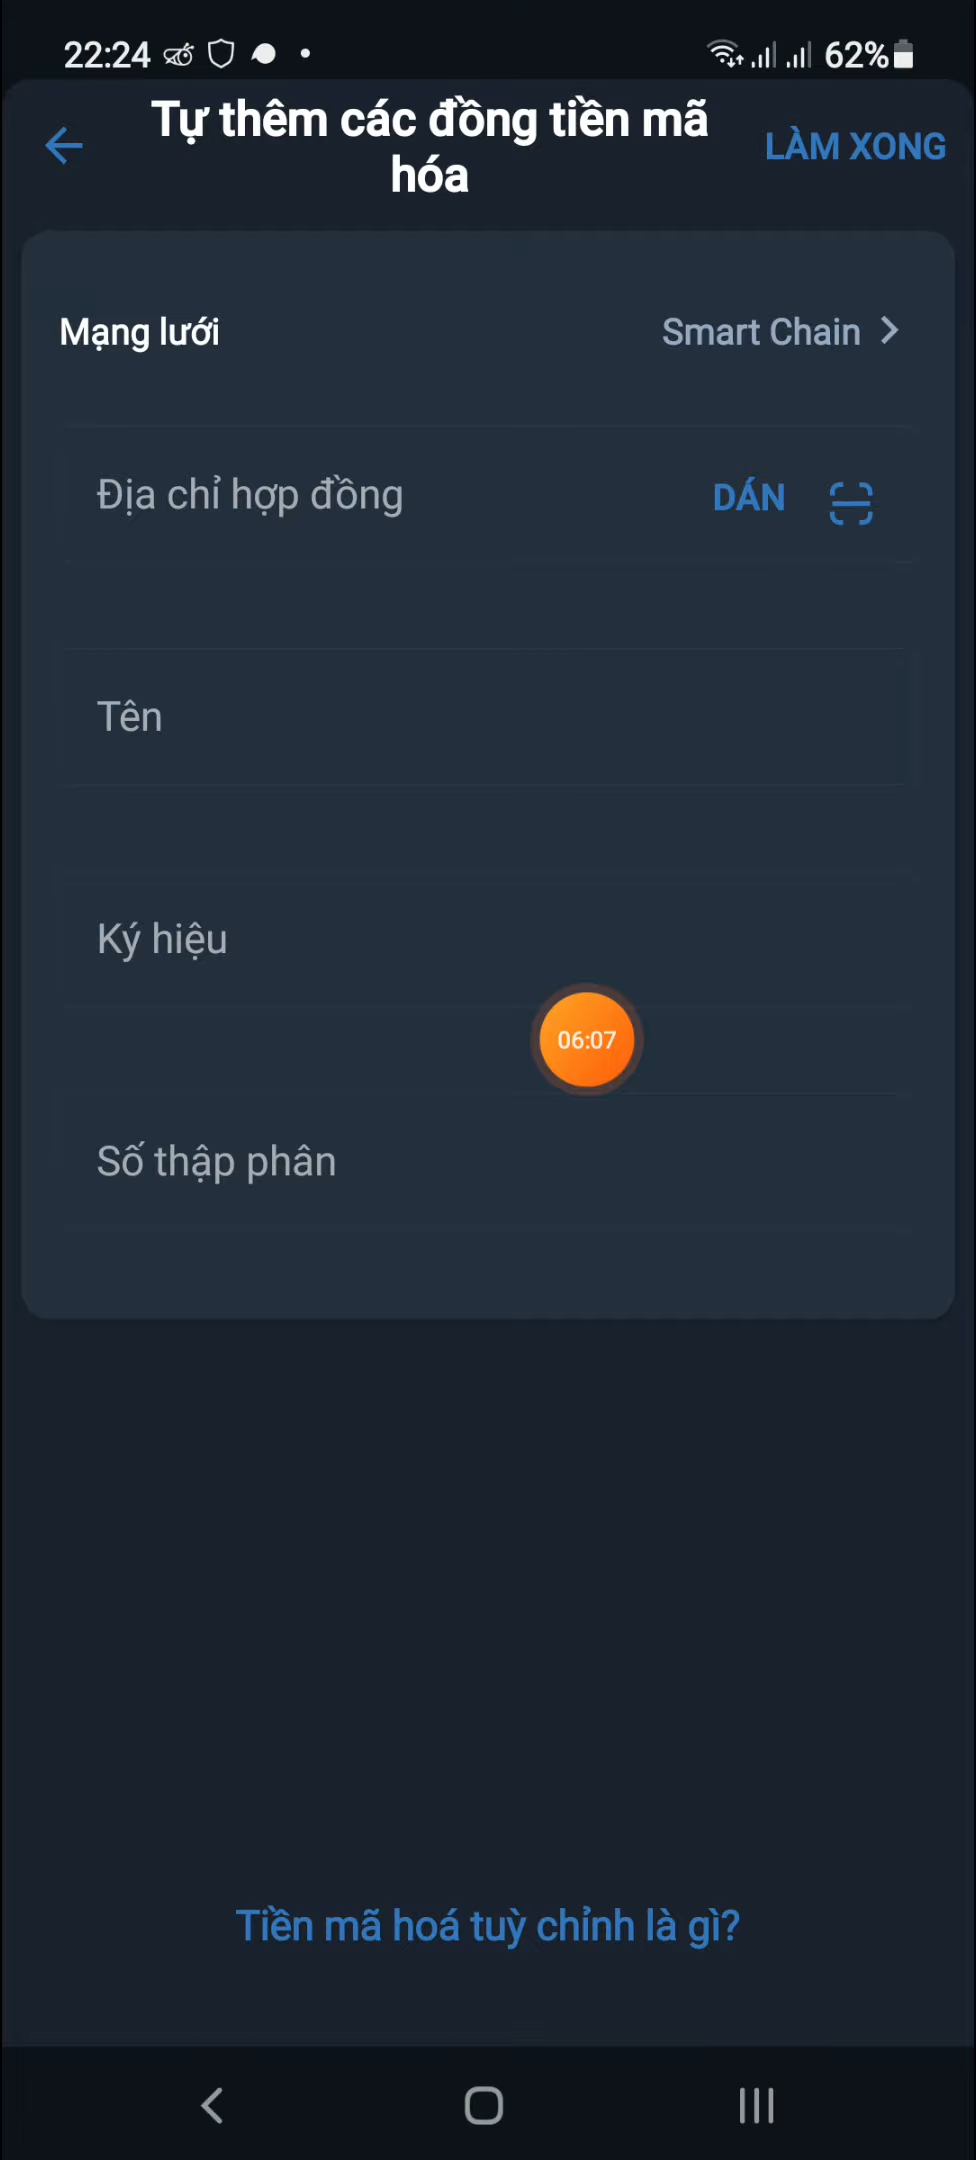 22:24
62%
Tự thêm các đồng tiền mã
hóa
LÀM XONG
Mạng lưới
Smart Chain
Địa chỉ hợp đồng
DÁN
Tên
Ký hiệu
06:07
Số thập phân
Tiền mã hoá tuỳ chỉnh là gì?